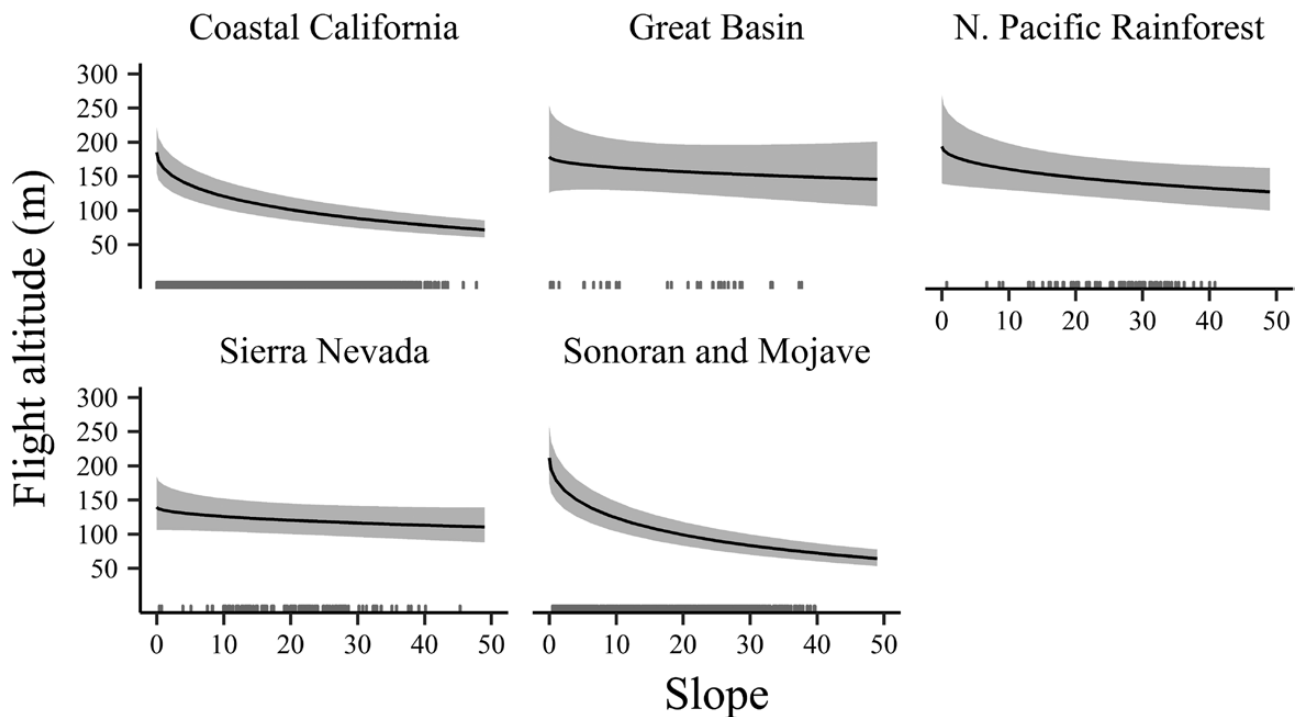 Coastal California
Great Basin
N. Pacific Rainforest
Flight altitude (m)
300
250
200
150
100
50
0 10 20 30 40 50
Sierra Nevada
Sonoran and Mojave
300
250
200
150
100
50
0 10 20 30 40 50
0 10 20 30 40 50
Slope